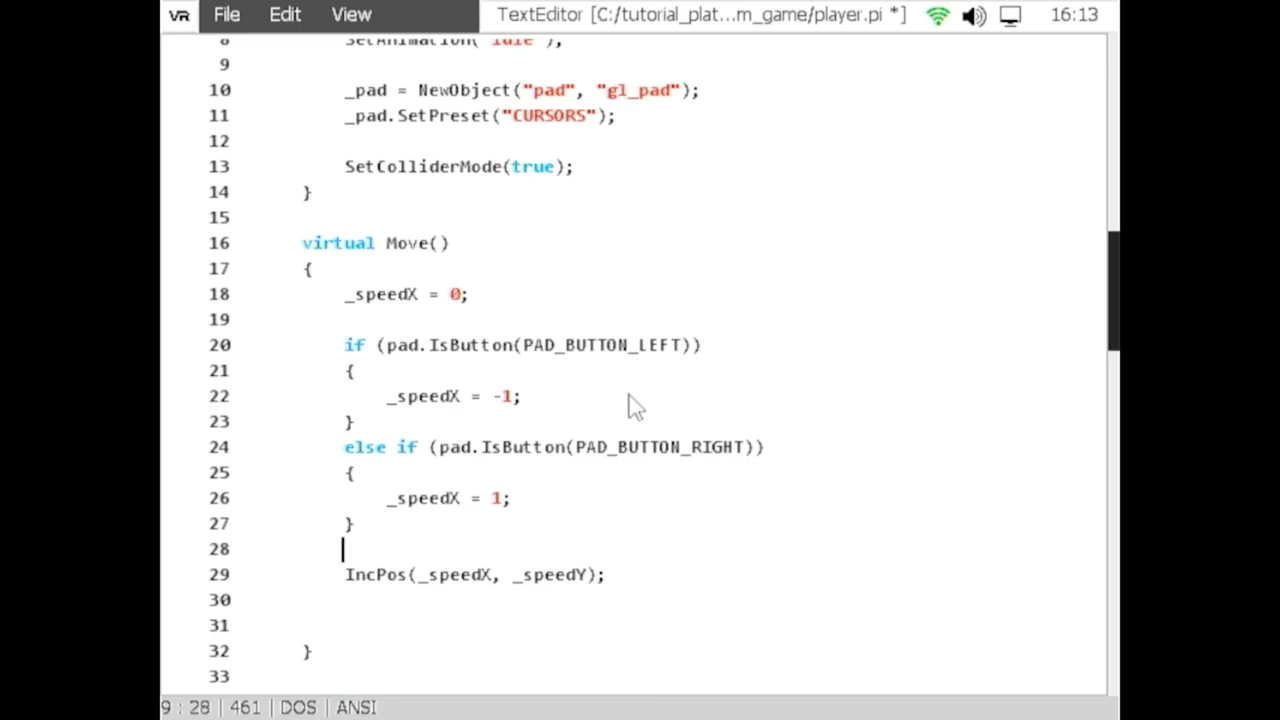 VR File Edit View TextEditor [C:/tutorial_plat...m_game/player.pi *] 16:13
8 SetAnimation("idle");
9
10 _pad = NewObject("pad", "gl_pad");
11 _pad.SetPreset("CURSORS");
12
13 SetColliderMode(true);
14 }
15
16 virtual Move()
17 {
18 _speedX = 0;
19
20 if (pad.IsButton(PAD_BUTTON_LEFT))
21 {
22 _speedX = -1;
23 }
24 else if (pad.IsButton(PAD_BUTTON_RIGHT))
25 {
26 _speedX = 1;
27 }
28
29 IncPos(_speedX, _speedY);
30
31
32 }
33
9 : 28 | 461 | DOS | ANSI